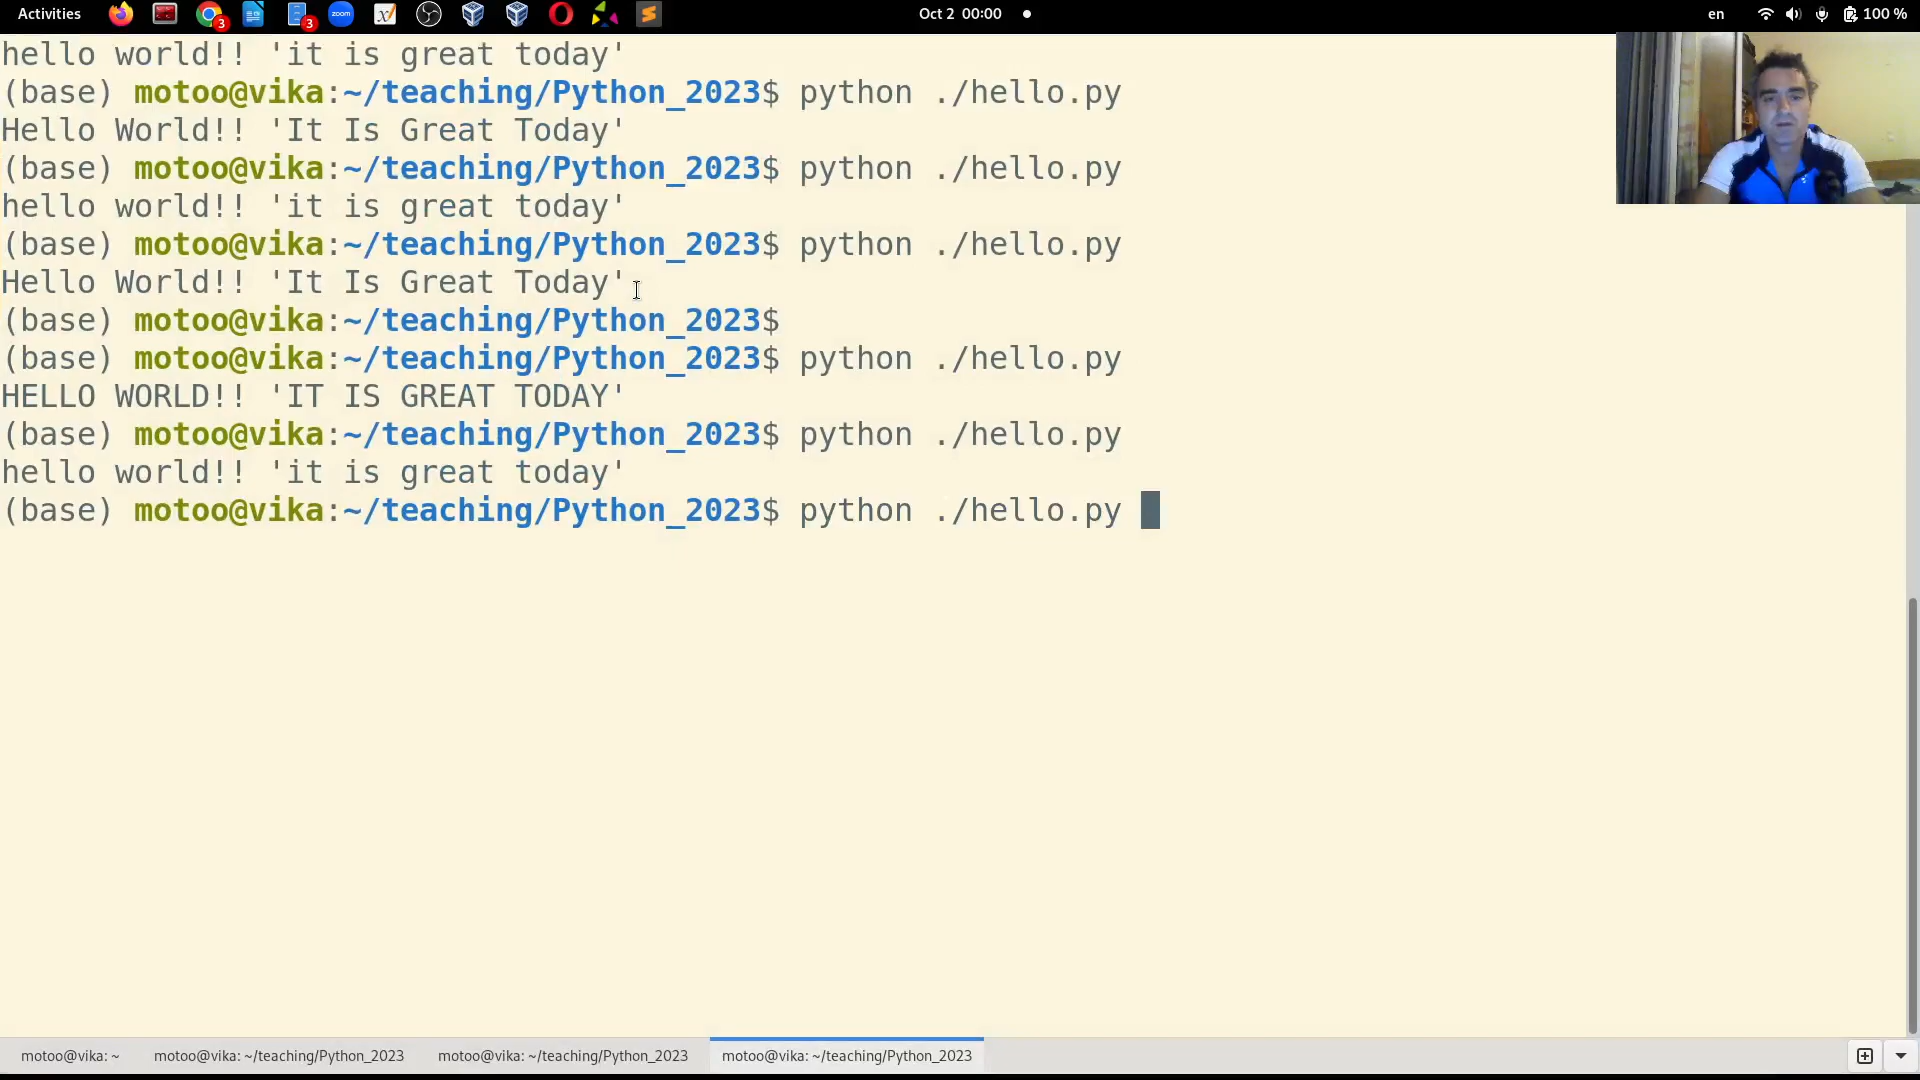 Activities zoom Oct 2 00:00 en 100 %
3 3
hello world!! 'it is great today'
(base) motoo@vika:~/teaching/Python_2023$ python ./hello.py
Hello World!! 'It Is Great Today'
(base) motoo@vika:~/teaching/Python_2023$ python ./hello.py
hello world!! 'it is great today'
(base) motoo@vika:~/teaching/Python_2023$ python ./hello.py
Hello World!! 'It Is Great Today'
(base) motoo@vika:~/teaching/Python_2023$
(base) motoo@vika:~/teaching/Python_2023$ python ./hello.py
HELLO WORLD!! 'IT IS GREAT TODAY'
(base) motoo@vika:~/teaching/Python_2023$ python ./hello.py
hello world!! 'it is great today'
(base) motoo@vika:~/teaching/Python_2023$ python ./hello.py
motoo@vika: ~ motoo@vika: ~/teaching/Python_2023 motoo@vika: ~/teaching/Python_2023 motoo@vika: ~/teaching/Python_2023